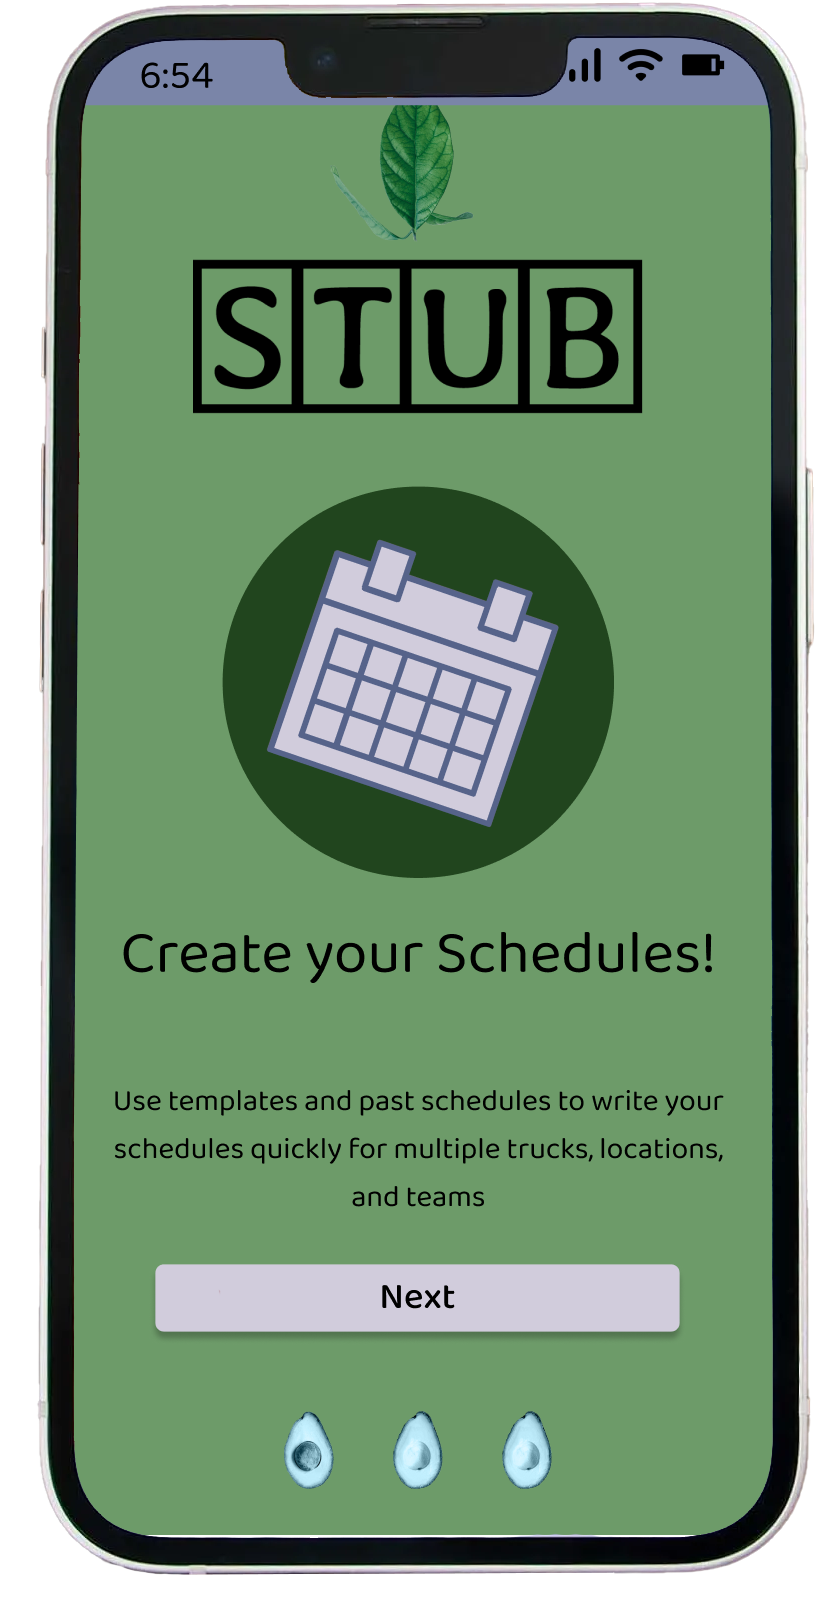 6:54
STUB
Create your Schedules!
Use templates and past schedules to write your
schedules quickly for multiple trucks, locations,
and teams
Next